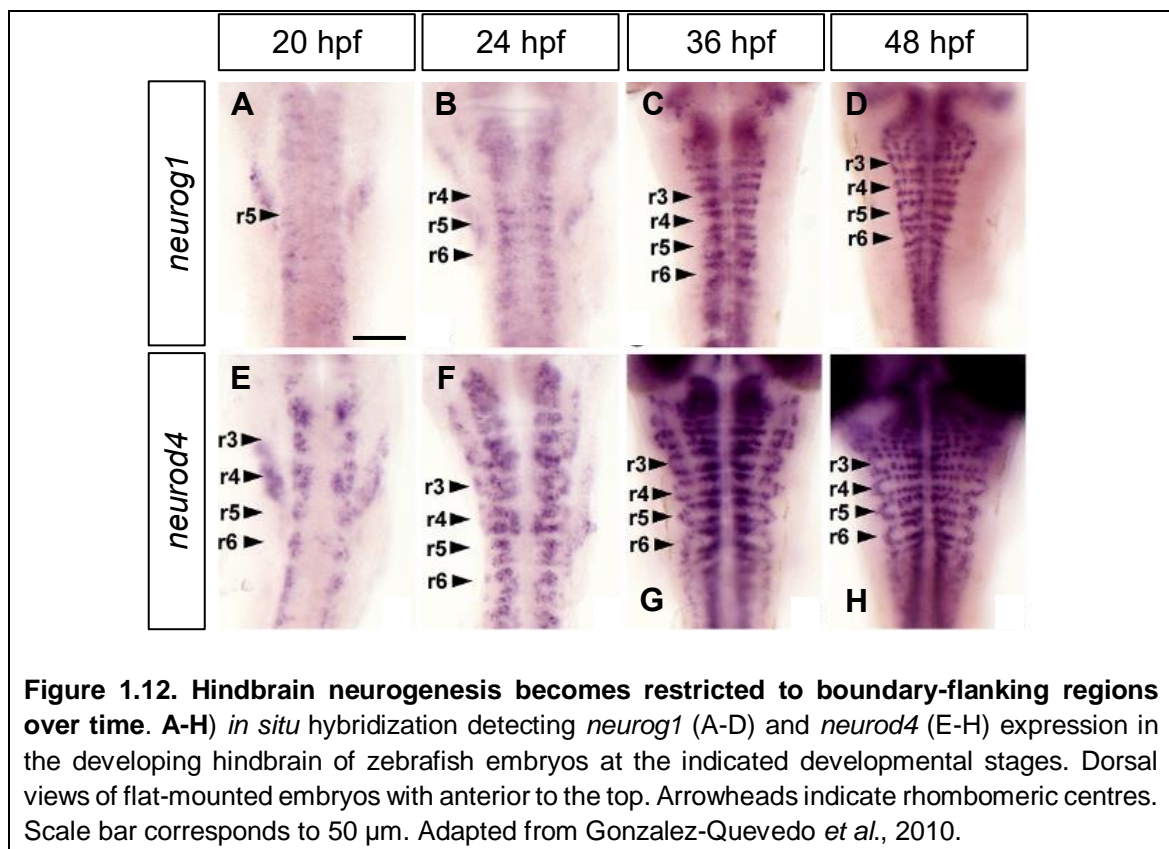 20 hpf 24 hpf 36 hpf 48 hpf
neurog1
A B C D
r5
r4
r5
r6
r3
r4
r5
r6
r3
r4
r5
r6
neurod4
E F
r3
r4
r5
r6
r3
r4
r5
r6
r3
r4
r5
r6
r3
r4
r5
r6
G H
Figure 1.12. Hindbrain neurogenesis becomes restricted to boundary-flanking regions
over time. A-H) in situ hybridization detecting neurog1 (A-D) and neurod4 (E-H) expression in
the developing hindbrain of zebrafish embryos at the indicated developmental stages. Dorsal
views of flat-mounted embryos with anterior to the top. Arrowheads indicate rhombomeric centres.
Scale bar corresponds to 50 µm. Adapted from Gonzalez-Quevedo et al., 2010.